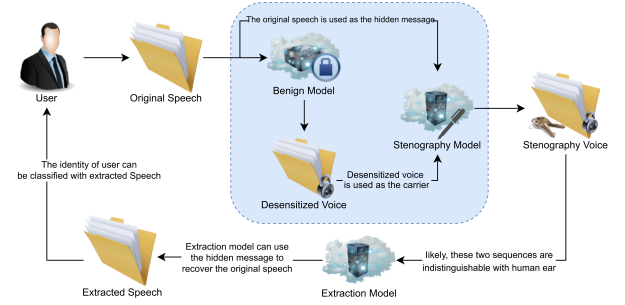 The original speech is used as the hidden message
User
Original Speech
Benign Model
Stenography Model
Stenography Voice
Desensitized voice
is used as the carrier
Desensitized Voice
The identity of user can
be classified with extracted Speech
Extraction model can use
the hidden message to
recover the original speech
likely, these two sequences are
indistinguishable with human ear
Extracted Speech
Extraction Model